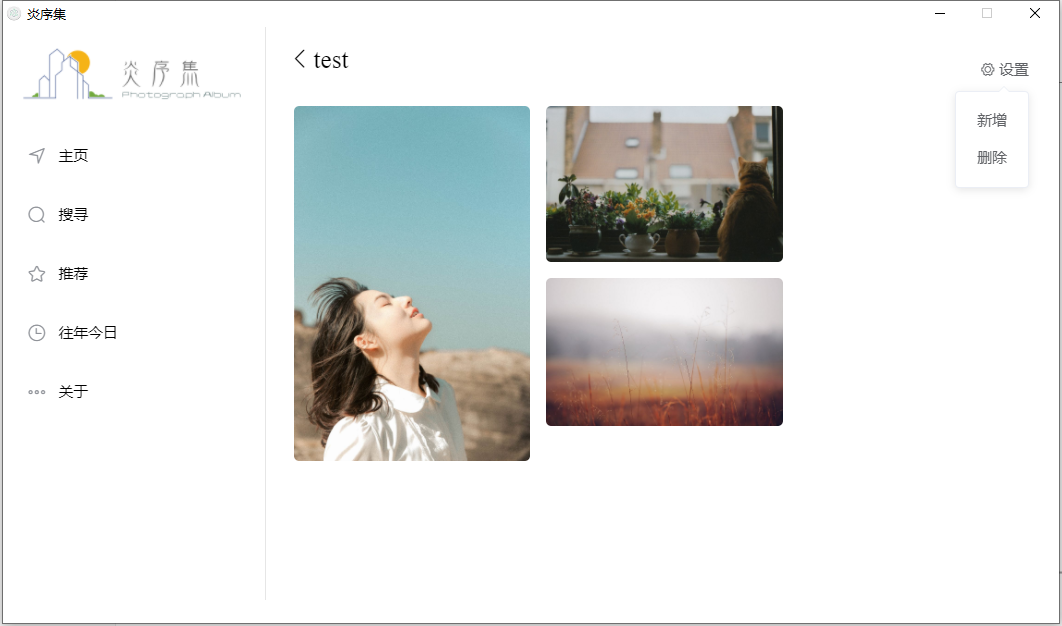 炎序集
炎序集
Photograph Album
主页
搜寻
推荐
往年今日
关于
test
设置
新增
删除